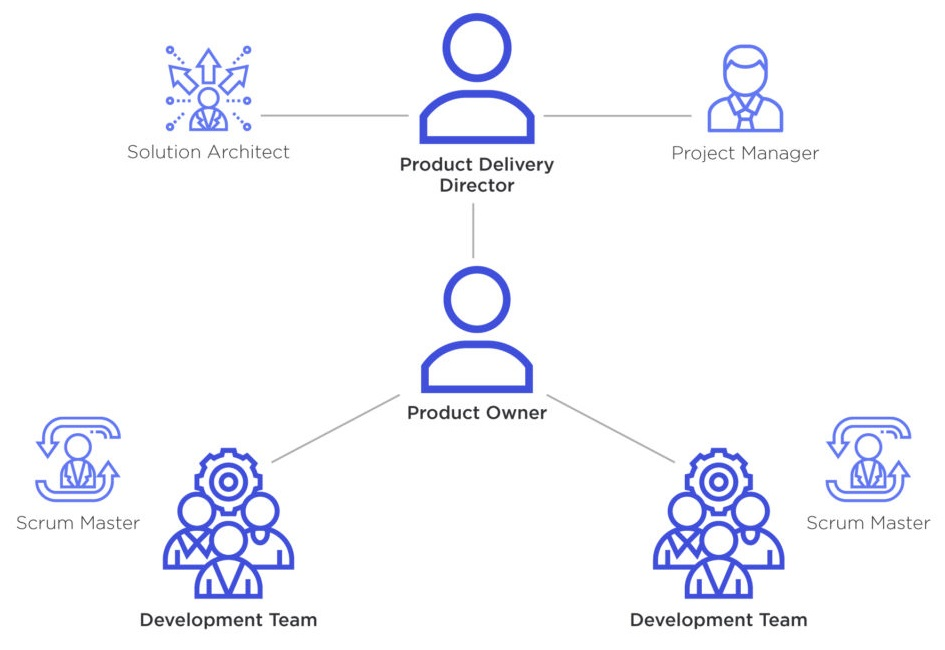 Solution Architect
Product Delivery
Director
Project Manager
Product Owner
Scrum Master
Development Team
Scrum Master
Development Team